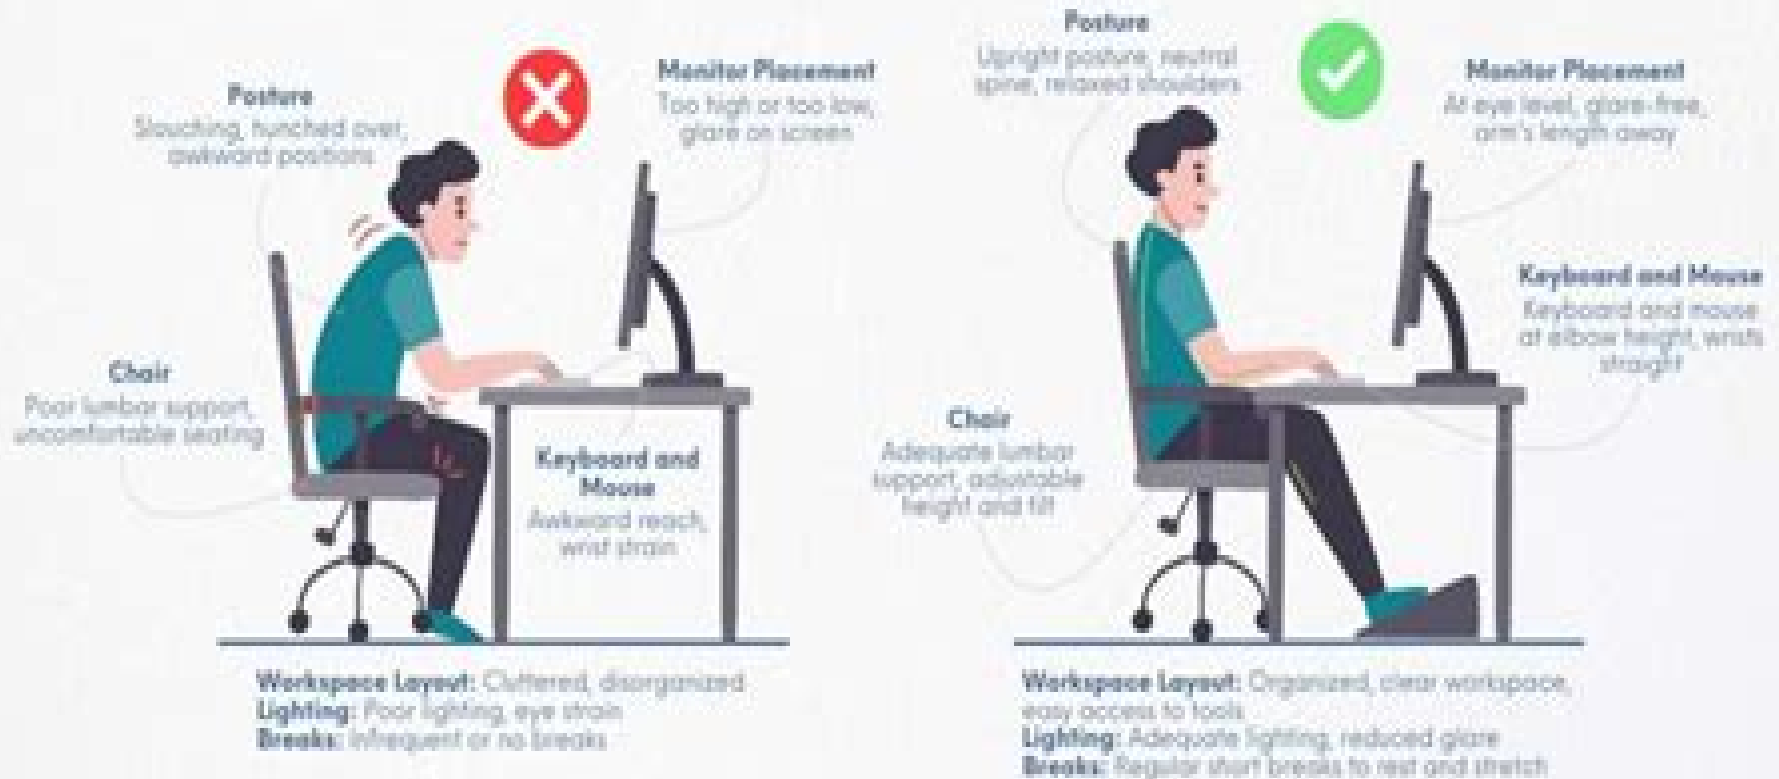 Posture
Slouching, hunched over,
awkward positions
Monitor Placement
Too high or too low,
glare on screen
Chair
Poor lumbar support,
uncomfortable seating
Keyboard and
Mouse
Awkward reach,
wrist strain
Workspace Layout: Cluttered, disorganized
Lighting: Poor lighting, eye strain
Breaks: Infrequent or no breaks
Posture
Upright posture, neutral
spine, relaxed shoulders
Monitor Placement
At eye level, glare-free,
arm's length away
Keyboard and Mouse
Keyboard and mouse
at elbow height, wrists
straight
Chair
Adequate lumbar
support, adjustable
height and tilt
Workspace Layout: Organized, clear workspace,
easy access to tools
Lighting: Adequate lighting, reduced glare
Breaks: Regular short breaks to rest and stretch